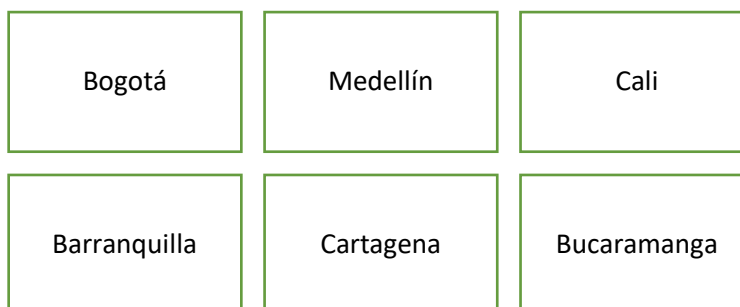 Bogotá
Medellín
Cali
Barranquilla
Cartagena
Bucaramanga